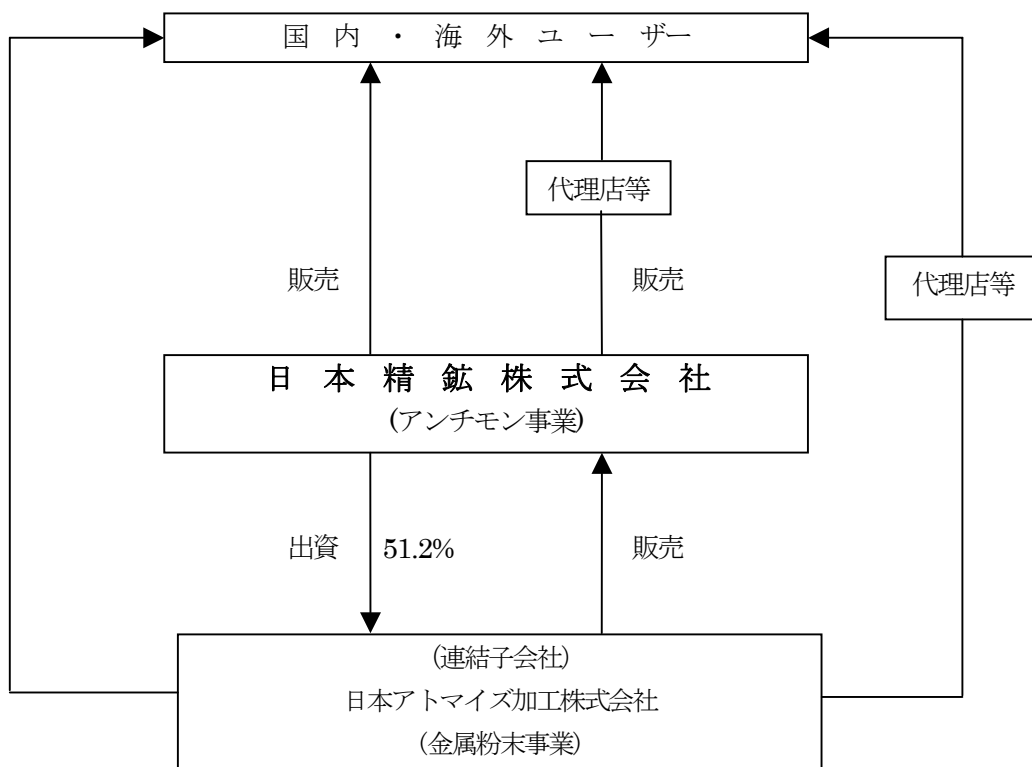 国 内 ・ 海 外 ユ ー ザー
代理店等
代理店等
販売
販売
日 本 精 鉱 株 式 会 社
(アンチモン事業)
出資 51.2%
販売
(連結子会社)
日本アトマイズ加工株式会社
(金属粉末事業)